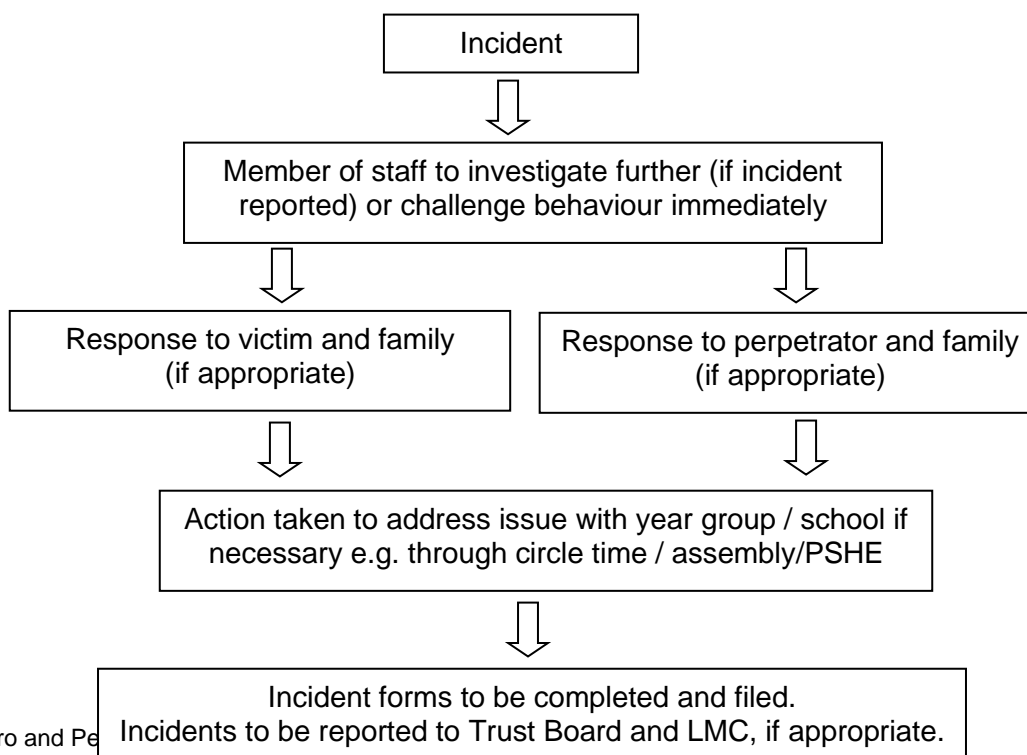 Incident
Member of staff to investigate further (if incident
reported) or challenge behaviour immediately
Response to victim and family
(if appropriate)
Response to perpetrator and family
(if appropriate)
Action taken to address issue with year group / school if
necessary e.g. through circle time / assembly/PSHE
Incident forms to be completed and filed.
Incidents to be reported to Trust Board and LMC, if appropriate.
and